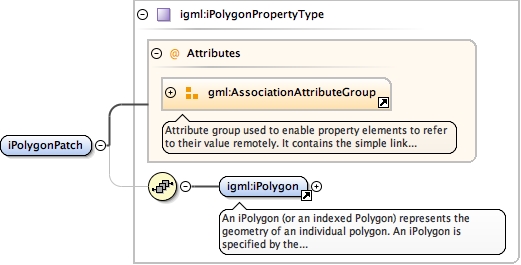 igml:iPolygonPropertyType
@ Attributes
gml:AssociationAttributeGroup
Attribute group used to enable property elements to refer
to their value remotely. It contains the simple link...
iPolygonPatch
igml:iPolygon
An iPolygon (or an indexed Polygon) represents the
geometry of an individual polygon. An iPolygon is
specified by the...